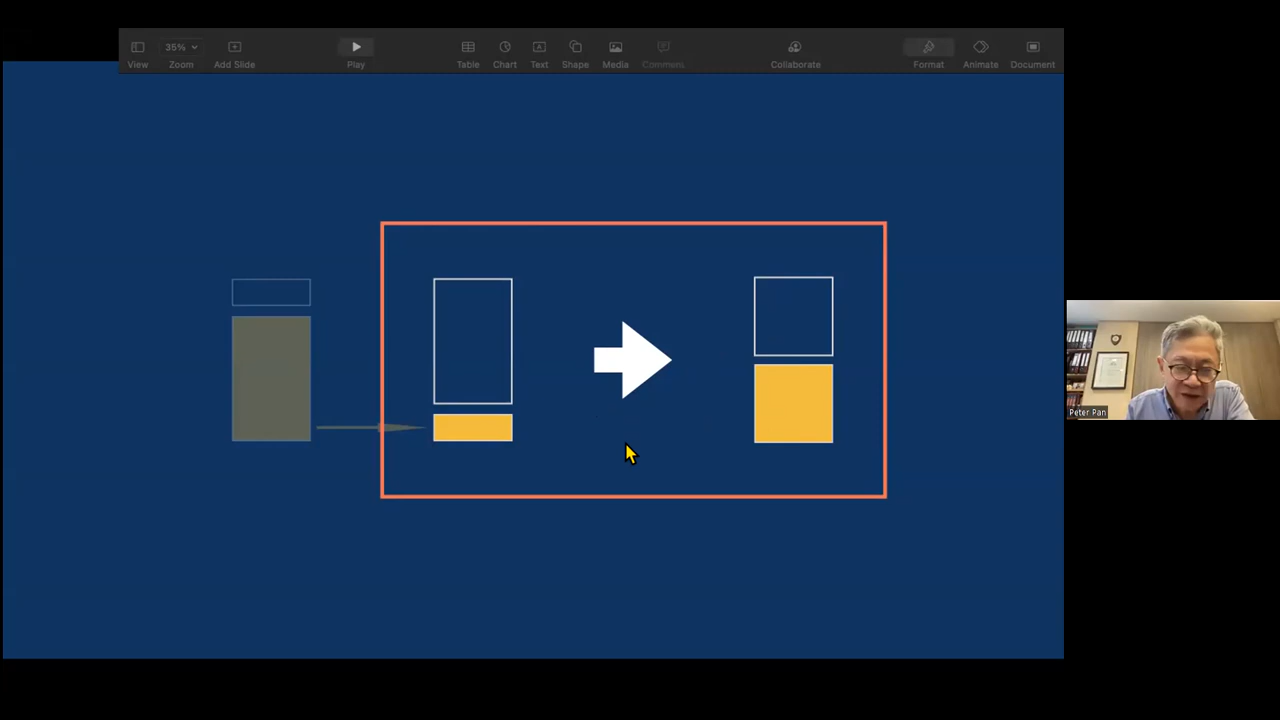 35%
View Zoom Add Slide Play Table Chart Text Shape Media Comment Collaborate Format Animate Document
Peter Pan